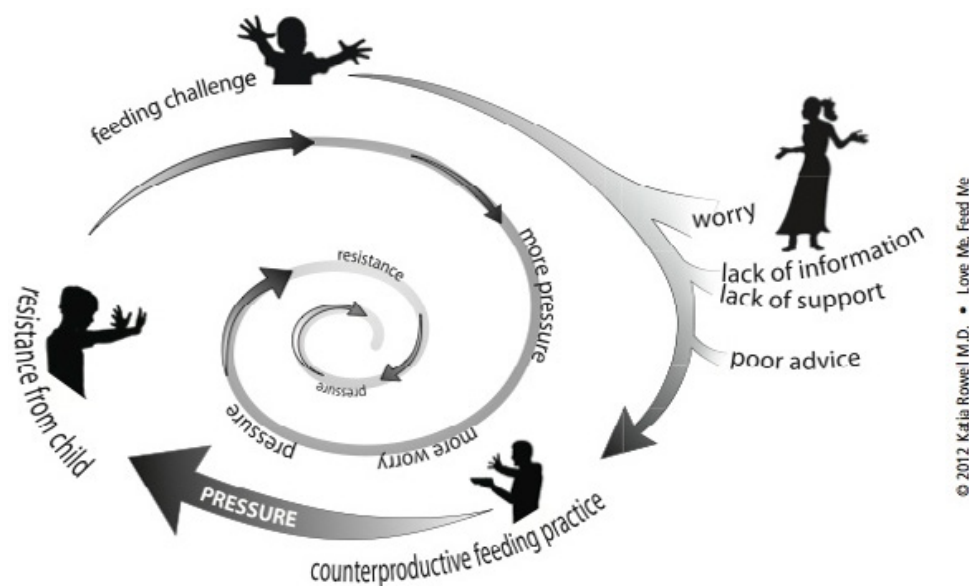 feeding challenge
worry
lack of information
lack of support
poor advice
counterproductive feeding practice
PRESSURE
resistance from child
more pressure
more worry
pressure
resistance
pressure
© 2012 Katja Rowell M.D. • Love Me, Feed Me